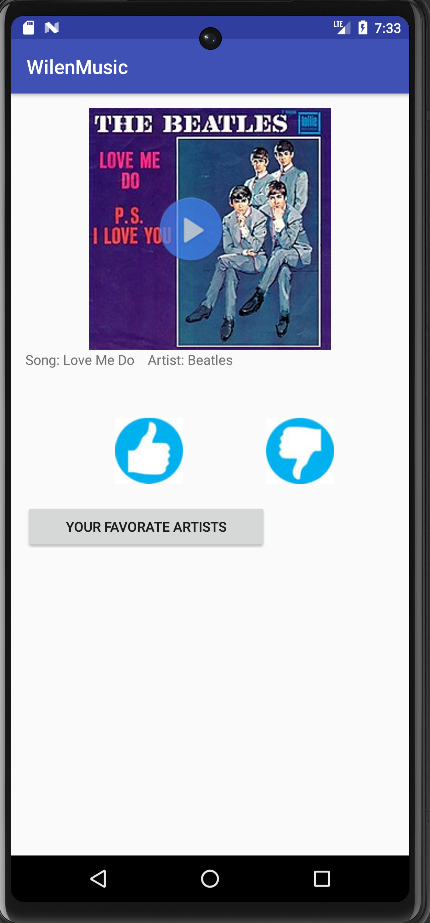 LTE 7:33
WilenMusic
THE BEATLES
LOVE ME
DO
P.S.
I LOVE YOU
Song: Love Me Do Artist: Beatles
YOUR FAVORATE ARTISTS